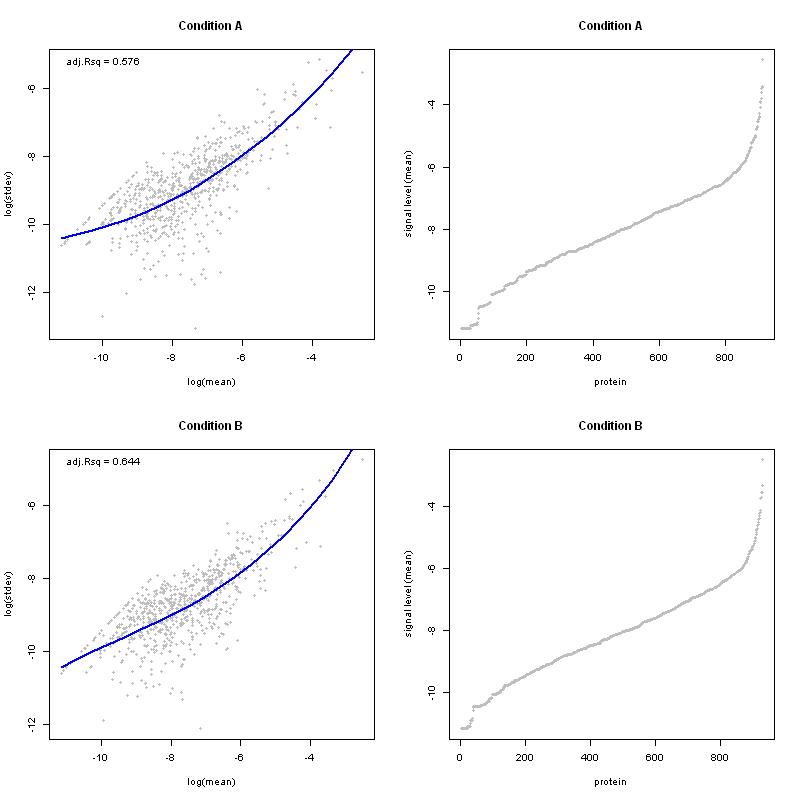 Condition A
adj.Rsq = 0.576
log(stdev)
-6
-8
-10
-12
-10
-8
-6
-4
log(mean)
Condition A
signal level (mean)
-4
-6
-8
-10
0
200
400
600
800
protein
Condition B
adj.Rsq = 0.644
log(stdev)
-6
-8
-10
-12
-10
-8
-6
-4
log(mean)
Condition B
signal level (mean)
-4
-6
-8
-10
0
200
400
600
800
protein